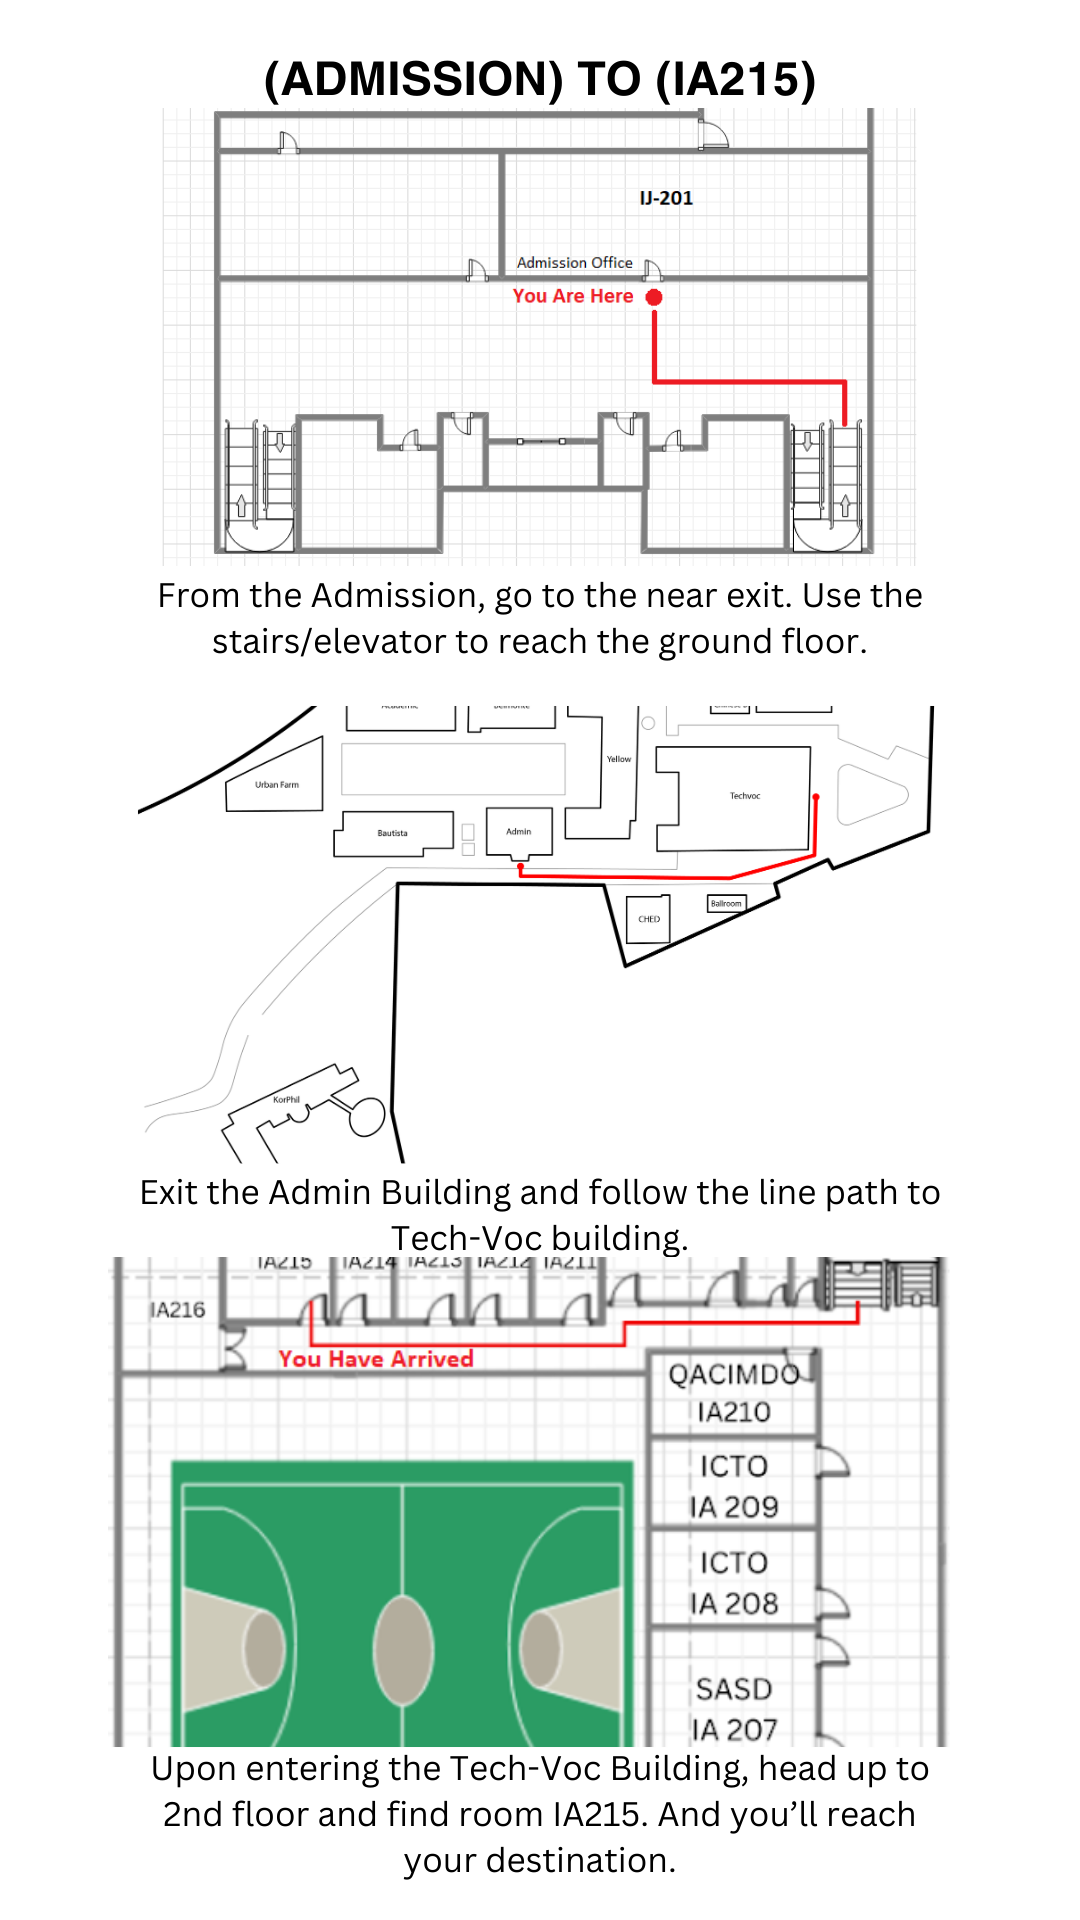 (ADMISSION) TO (IA215)
IJ-201
Admission Office
You Are Here
From the Admission, go to the near exit. Use the
stairs/elevator to reach the ground floor.
Academic
Belmonte
Yellow
Urban Farm
Techvoc
Bautista
Admin
CHED
Ballroom
KorPhil
Exit the Admin Building and follow the line path to
Tech-Voc building.
IA215 IA214 IA213 IA212 IA211
IA216
You Have Arrived
QACIMDO
IA210
ICTO
IA 209
ICTO
IA 208
SASD
IA 207
Upon entering the Tech-Voc Building, head up to
2nd floor and find room IA215. And you’ll reach
your destination.